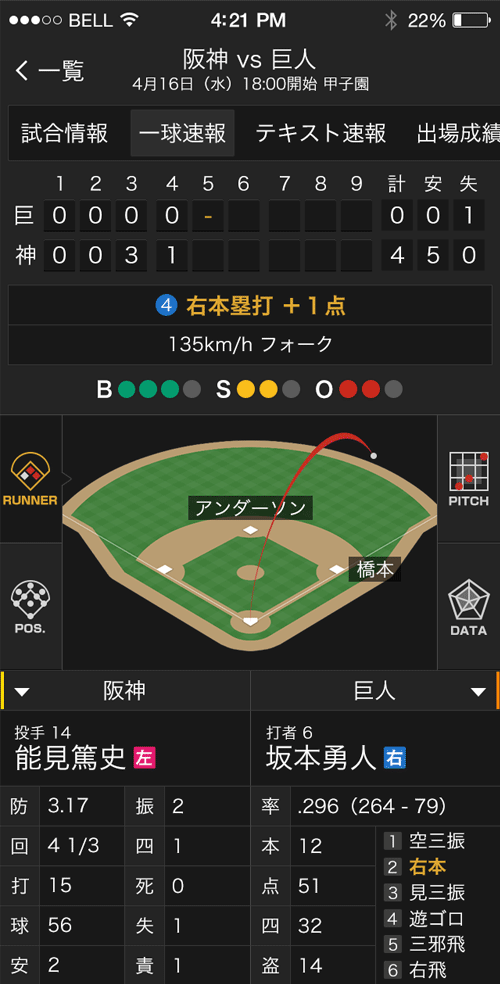 BELL 4:21 PM 22%
一覧
阪神 vs 巨人
4月16日（水）18:00開始 甲子園
試合情報 一球速報 テキスト速報 出場成績
1 2 3 4 5 6 7 8 9 計 安 失
巨 0 0 0 0 - 0 0 1
神 0 0 3 1 4 5 0
4 右本塁打 ＋1点
135km/h フォーク
B S O
RUNNER
PITCH
アンダーソン
橋本
POS.
DATA
阪神 巨人
投手 14
能見篤史 左
打者 6
坂本勇人 右
防 3.17 振 2
回 4 1/3 四 1
打 15 死 0
球 56 失 1
安 2 責 1
率 .296（264 - 79）
本 12
点 51
四 32
盗 14
1 空三振
2 右本
3 見三振
4 遊ゴロ
5 三邪飛
6 右飛